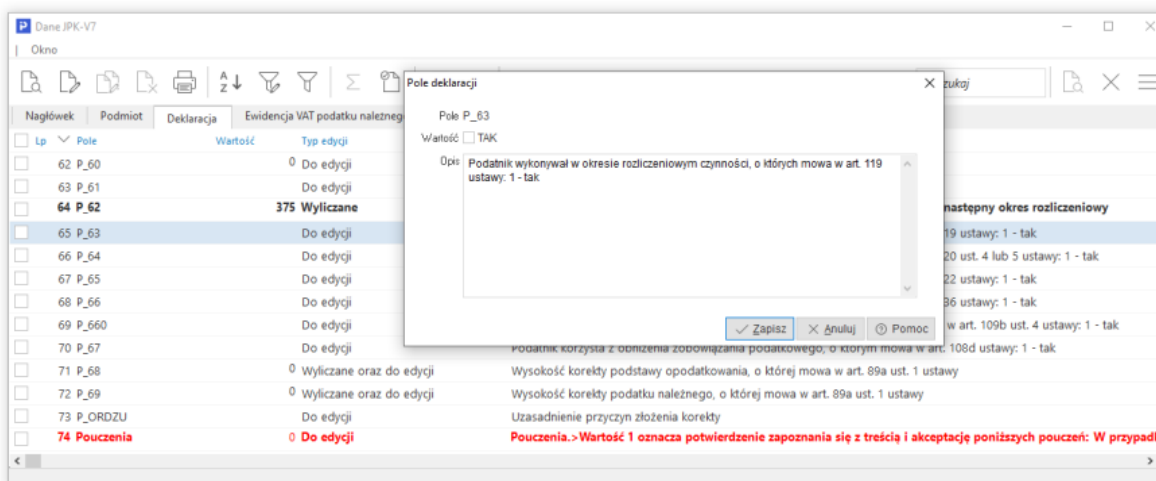 Dane JPK-V7
| Okno
Szukaj
Nagłówek Podmiot Deklaracja Ewidencja VAT podatku należneg
Lp Pole Wartość Typ edycji
62 P_60 0 Do edycji
63 P_61 Do edycji
64 P_62 375 Wyliczane następny okres rozliczeniowy
65 P_63 Do edycji 19 ustawy: 1 - tak
66 P_64 Do edycji 20 ust. 4 lub 5 ustawy: 1 - tak
67 P_65 Do edycji 22 ustawy: 1 - tak
68 P_66 Do edycji 36 ustawy: 1 - tak
69 P_660 Do edycji w art. 109b ust. 4 ustawy: 1 - tak
70 P_67 Do edycji Podatnik korzysta z obniżenia zobowiązania podatkowego, o którym mowa w art. 108d ustawy: 1 - tak
71 P_68 0 Wyliczane oraz do edycji Wysokość korekty podstawy opodatkowania, o której mowa w art. 89a ust. 1 ustawy
72 P_69 0 Wyliczane oraz do edycji Wysokość korekty podatku należnego, o której mowa w art. 89a ust. 1 ustawy
73 P_ORDZU Do edycji Uzasadnienie przyczyn złożenia korekty
74 Pouczenia 0 Do edycji Pouczenia.>Wartość 1 oznacza potwierdzenie zapoznania się z treścią i akceptację poniższych pouczeń: W przypadk
Pole deklaracji
Pole P_63
Wartość TAK
Opis Podatnik wykonywał w okresie rozliczeniowym czynności, o których mowa w art. 119
ustawy: 1 - tak
Zapisz Anuluj Pomoc